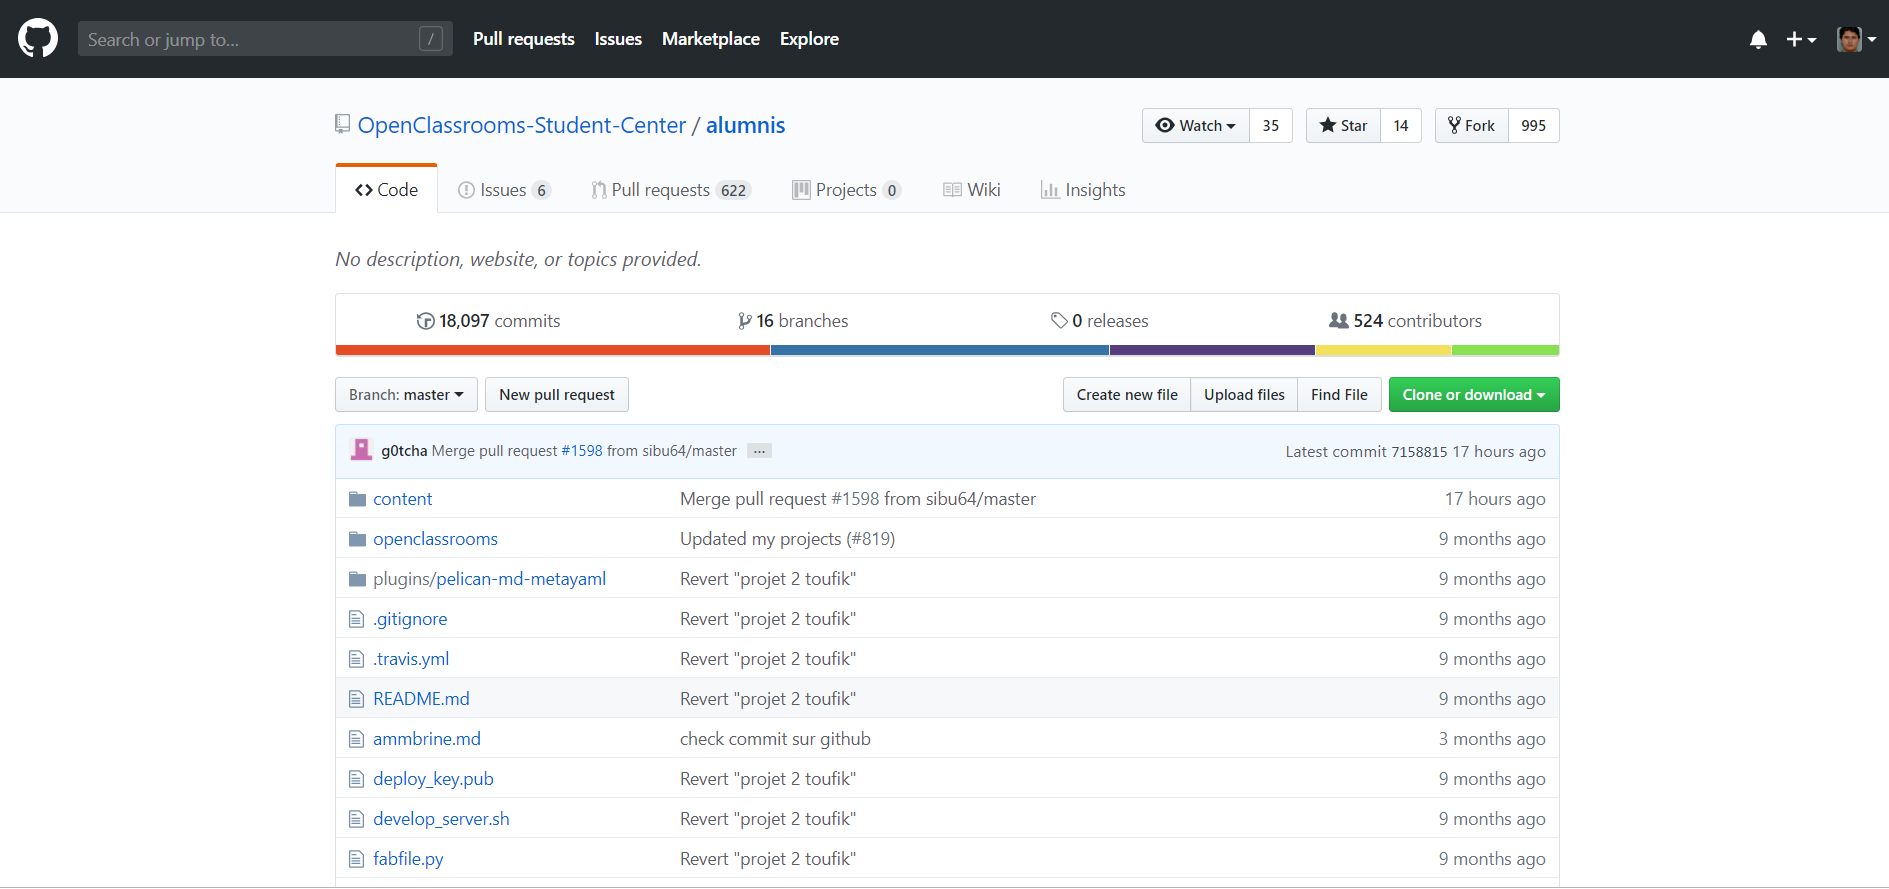 Search or jump to... / Pull requests Issues Marketplace Explore
OpenClassrooms-Student-Center / alumnis Watch 35 Star 14 Fork 995
Code Issues 6 Pull requests 622 Projects 0 Wiki Insights
No description, website, or topics provided.
18,097 commits 16 branches 0 releases 524 contributors
Branch: master New pull request Create new file Upload files Find File Clone or download
g0tcha Merge pull request #1598 from sibu64/master ... Latest commit 7158815 17 hours ago
content Merge pull request #1598 from sibu64/master 17 hours ago
openclassrooms Updated my projects (#819) 9 months ago
plugins/pelican-md-metayaml Revert "projet 2 toufik" 9 months ago
.gitignore Revert "projet 2 toufik" 9 months ago
.travis.yml Revert "projet 2 toufik" 9 months ago
README.md Revert "projet 2 toufik" 9 months ago
ammbrine.md check commit sur github 3 months ago
deploy_key.pub Revert "projet 2 toufik" 9 months ago
develop_server.sh Revert "projet 2 toufik" 9 months ago
fabfile.py Revert "projet 2 toufik" 9 months ago